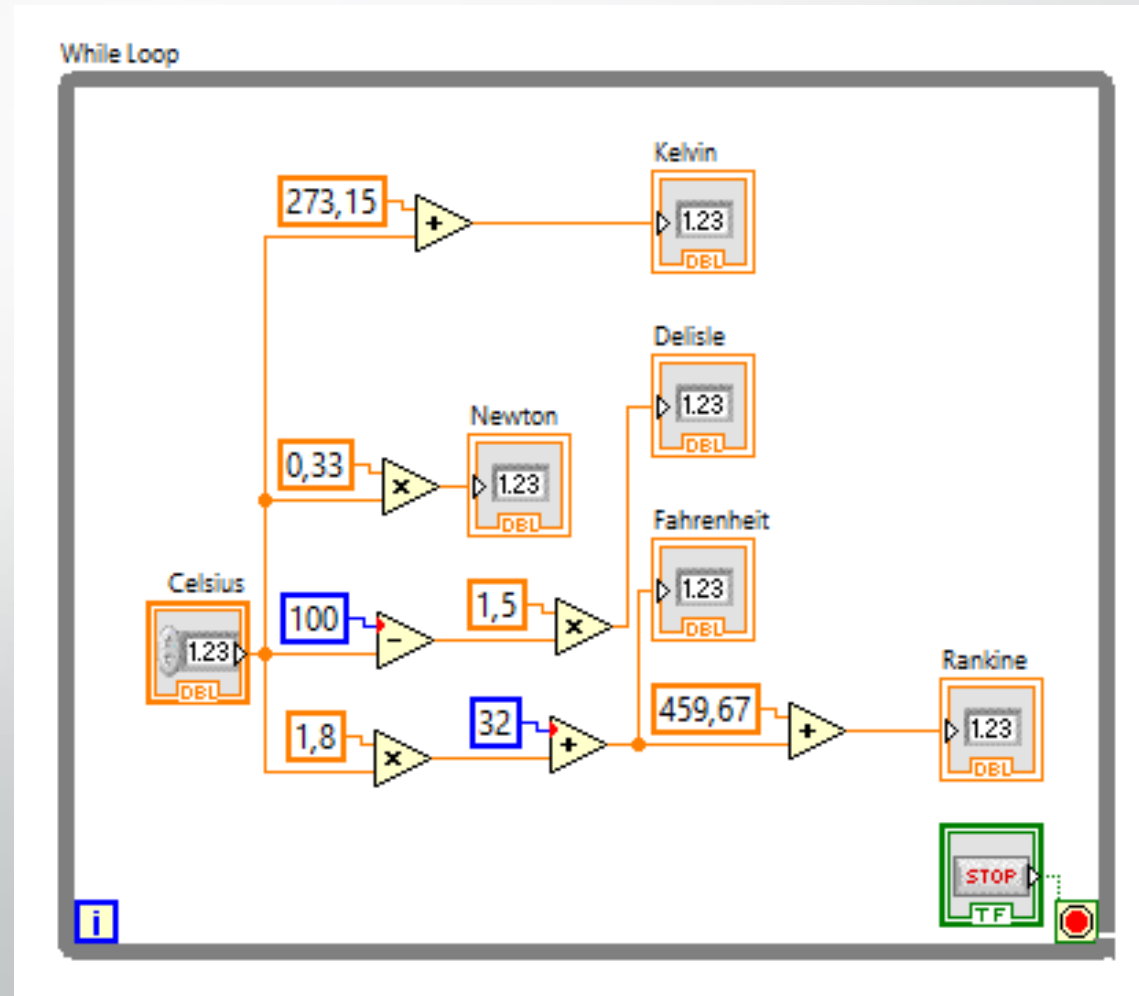 While Loop
Kelvin
273,15
+
1.23
DBL
Delisle
1.23
DBL
Newton
0,33
×
1.23
DBL
Fahrenheit
1.23
DBL
Celsius
1.23
DBL
100
-
1,5
×
1,8
×
32
+
459,67
+
Rankine
1.23
DBL
STOP
TF
i